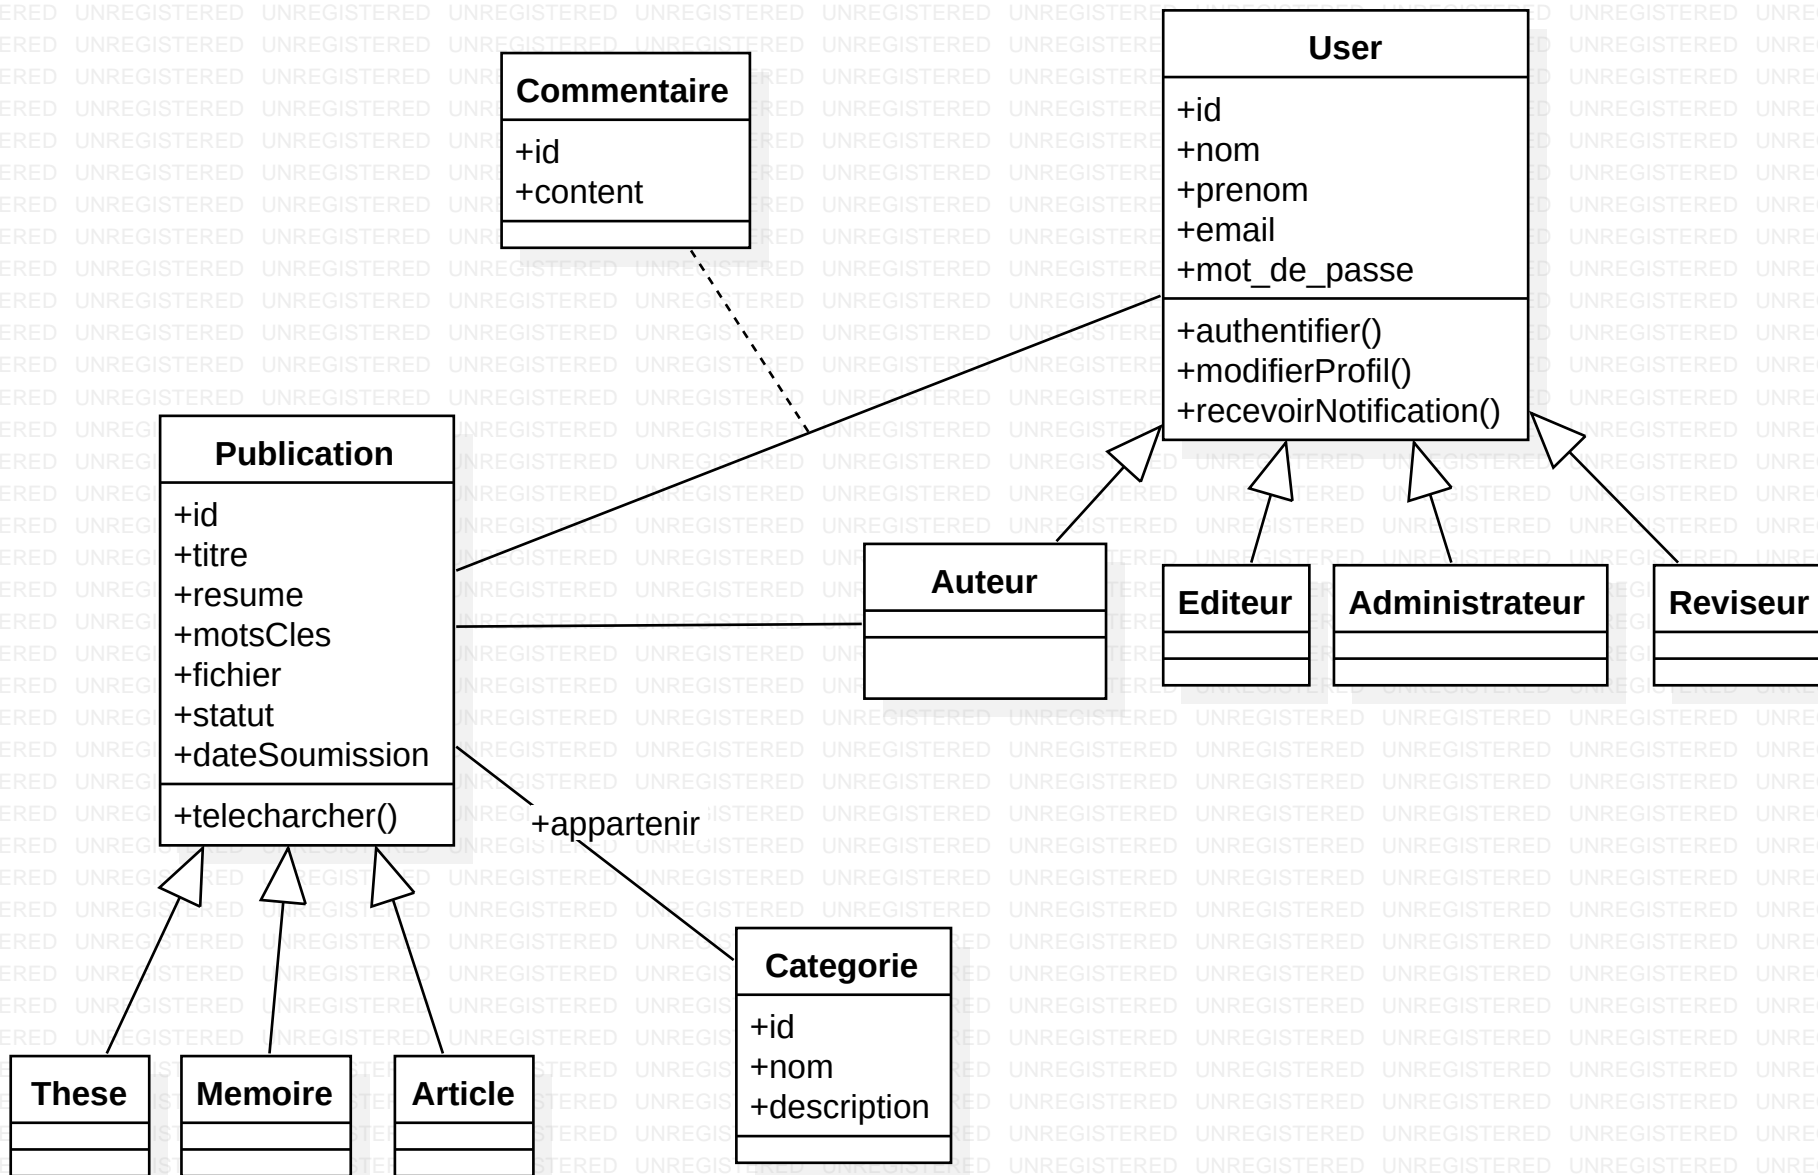 User
+id
+nom
+prenom
+email
+mot_de_passe
+authentifier()
+modifierProfil()
+recevoirNotification()
Commentaire
+id
+content
Publication
+id
+titre
+resume
+motsCles
+fichier
+statut
+dateSoumission
+telecharcher()
Auteur
Editeur
Administrateur
Reviseur
+appartenir
Categorie
+id
+nom
+description
These
Memoire
Article
UNREGISTERED